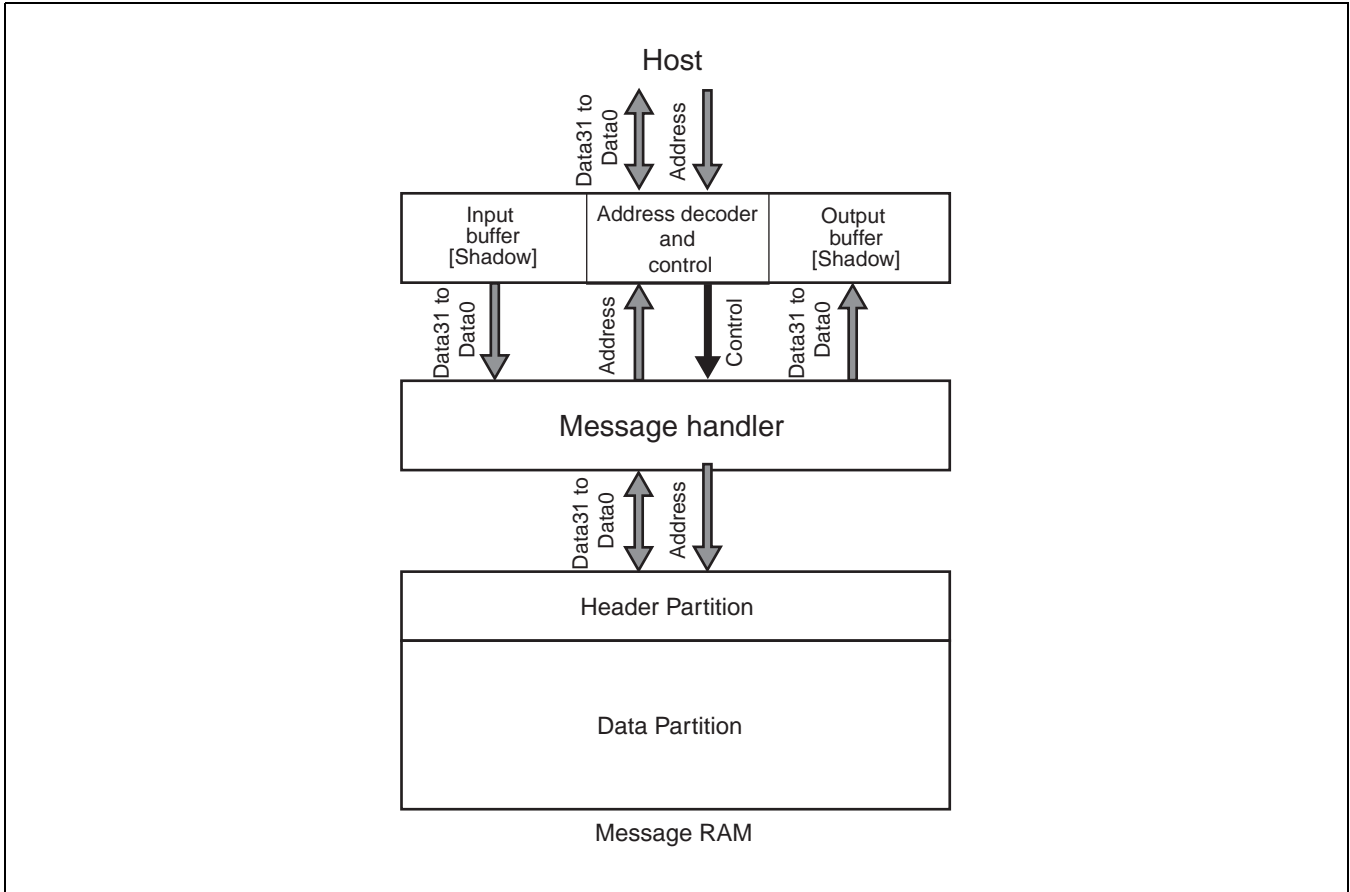 Host
Data31 to
Data0
Address
Input
buffer
[Shadow]
Address decoder
and
control
Output
buffer
[Shadow]
Data31 to
Data0
Address
Control
Data31 to
Data0
Message handler
Data31 to
Data0
Address
Header Partition
Data Partition
Message RAM